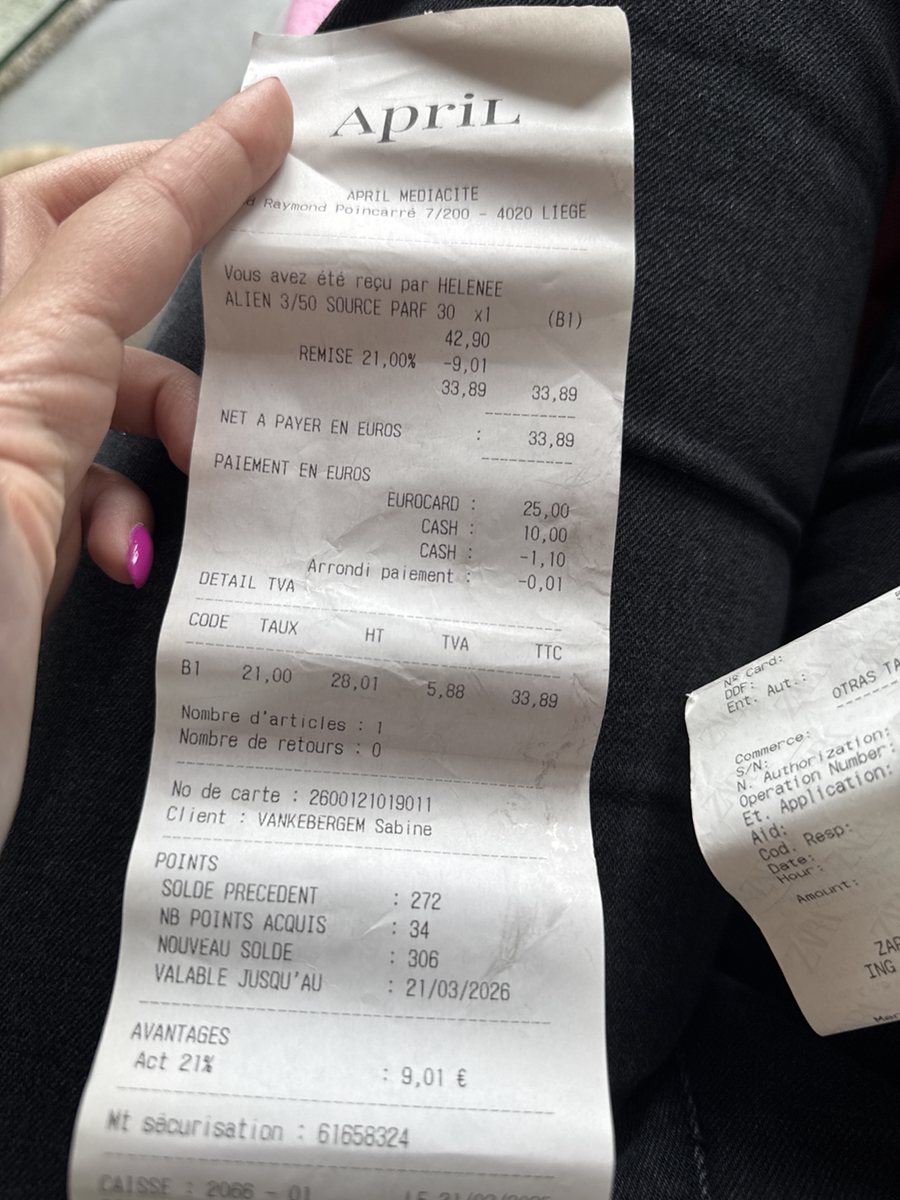 ApriL
APRIL MEDIACITE
d Raymond Poincarré 7/200 - 4020 LIEGE
Vous avez été reçu par HELENEE
ALIEN 3/50 SOURCE PARF 30 x1 (B1)
42,90
REMISE 21,00% -9,01
33,89 33,89
NET A PAYER EN EUROS : 33,89
PAIEMENT EN EUROS
EUROCARD : 25,00
CASH : 10,00
CASH : -1,10
Arrondi paiement : -0,01
DETAIL TVA
CODE TAUX HT TVA TTC
B1 21,00 28,01 5,88 33,89
Nombre d'articles : 1
Nombre de retours : 0
No de carte : 2600121019011
Client : VANKEBERGEM Sabine
POINTS
SOLDE PRECEDENT : 272
NB POINTS ACQUIS : 34
NOUVEAU SOLDE : 306
VALABLE JUSQU'AU : 21/03/2026
AVANTAGES
Act 21% : 9,01 €
Mt sécurisation : 61658324
CAISSE : 2066 - 01
Nº Card:
DDF:
Ent. Aut.:
OTRAS TA
Commerce:
S/N:
N. Authorization:
Operation Number:
Et. Application:
Aid:
Cod. Resp:
Date:
Hour:
Amount:
ING